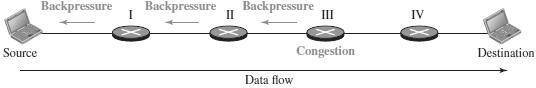 Backpressure Backpressure Backpressure
I II III IV
Source Congestion Destination
Data flow